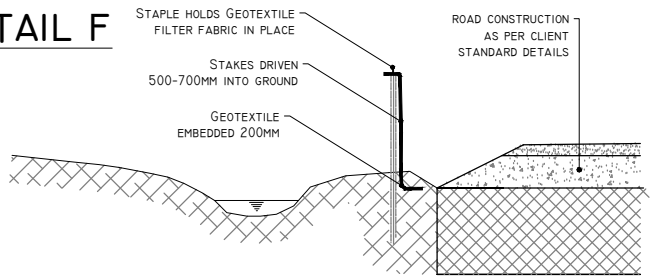 TAIL F
STAPLE HOLDS GEOTEXTILE
FILTER FABRIC IN PLACE
STAKES DRIVEN
500-700MM INTO GROUND
GEOTEXTILE
EMBEDDED 200MM
ROAD CONSTRUCTION
AS PER CLIENT
STANDARD DETAILS